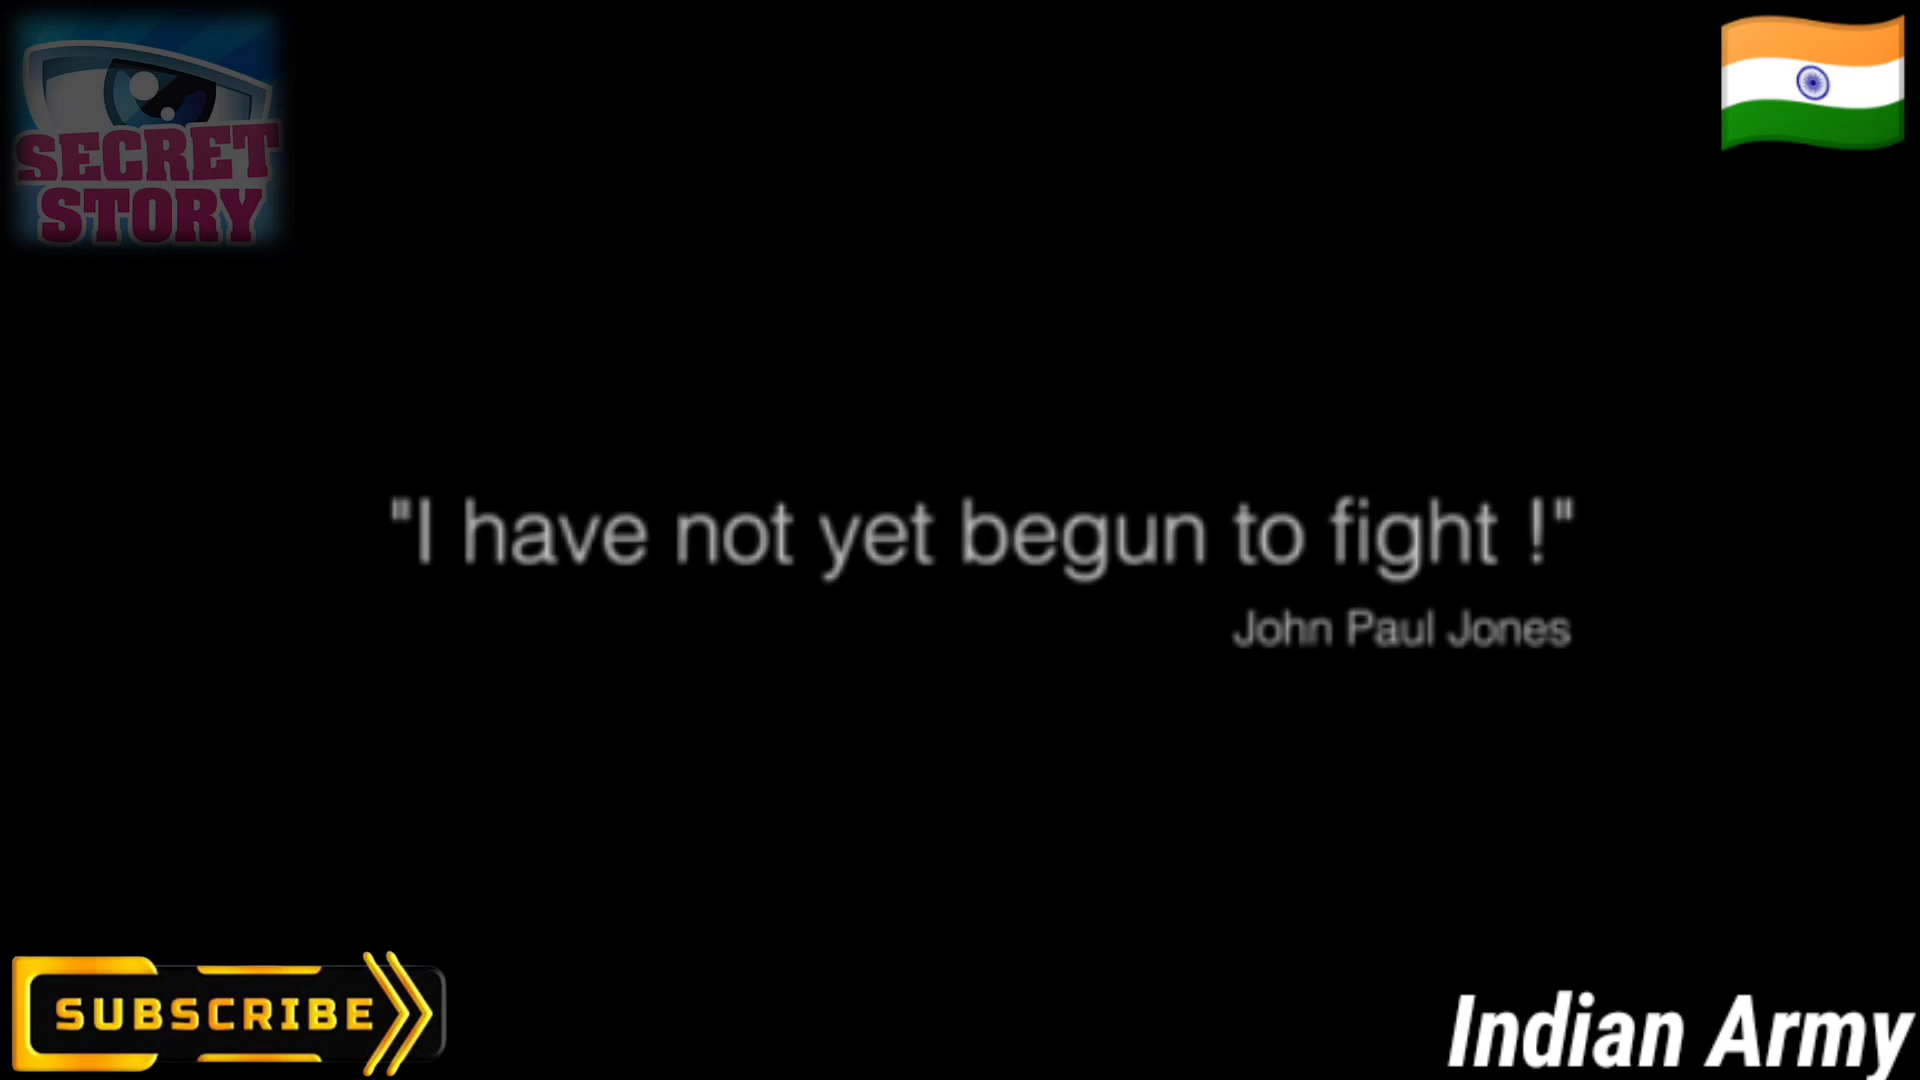 SECRET
STORY
"I have not yet begun to fight !"
John Paul Jones
SUBSCRIBE
Indian Army